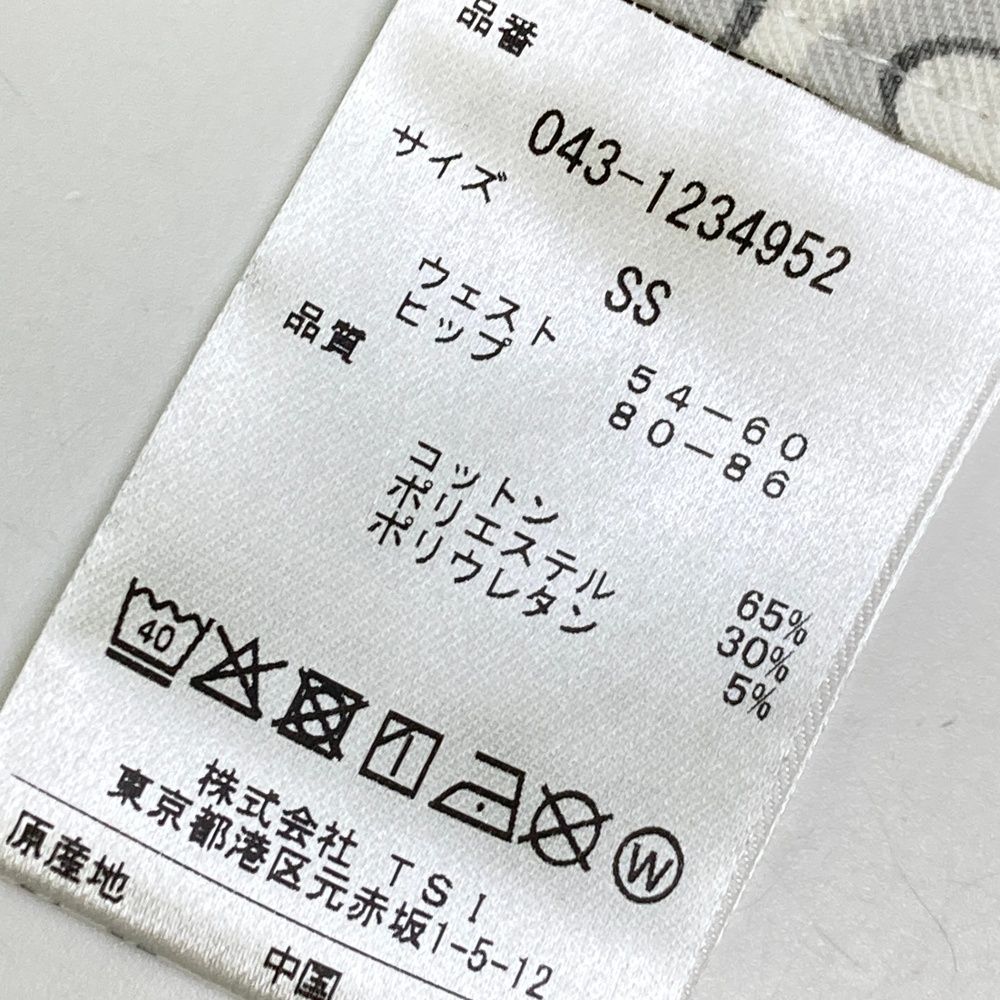 品番
043-1234952
サイズ
SS
ウェスト 54-60
ヒップ 80-86
品質
コットン 65%
ポリエステル 30%
ポリウレタン 5%
40
W
株式会社 TSI
東京都港区元赤坂1-5-12
原産地
中国